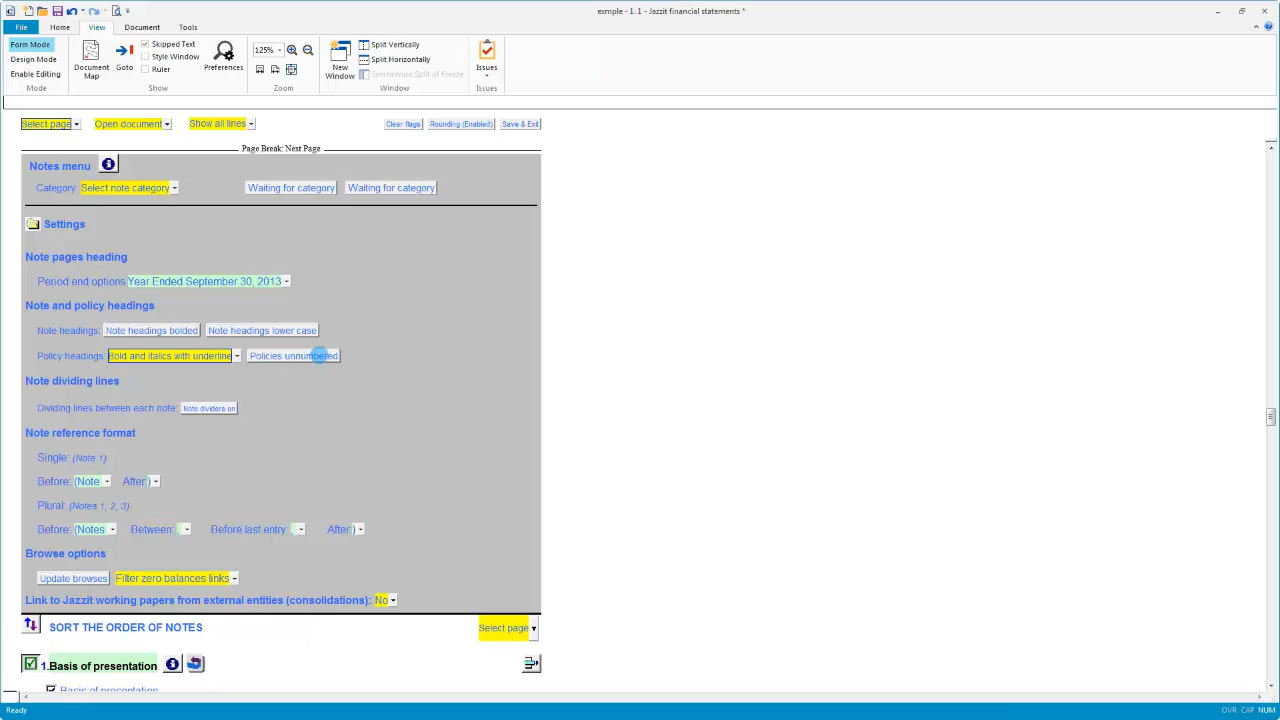 exmple - 1. 1 - Jazzit financial statements *
File Home View Document Tools
Form Mode
Design Mode
Enable Editing
Mode
Document Map
Goto
Skipped Text
Style Window
Ruler
Show
Preferences
125%
Zoom
New Window
Split Vertically
Split Horizontally
Synchronize Split of Freeze
Window
Issues
Issues
Select page Open document Show all lines Clear flags Rounding (Enabled) Save & Exit
Page Break: Next Page
Notes menu
Category: Select note category Waiting for category Waiting for category
Settings
Note pages heading
Period end options Year Ended September 30, 2013
Note and policy headings
Note headings: Note headings bolded Note headings lower case
Policy headings: Bold and italics with underline Policies unnumbered
Note dividing lines
Dividing lines between each note: Note dividers on
Note reference format
Single: (Note 1)
Before: (Note After: )
Plural: (Notes 1, 2, 3)
Before: (Notes Between: , Before last entry: , After: )
Browse options
Update browses Filter zero balances links
Link to Jazzit working papers from external entities (consolidations): No
SORT THE ORDER OF NOTES Select page
1. Basis of presentation
Basis of presentation
Ready OVR CAP NUM